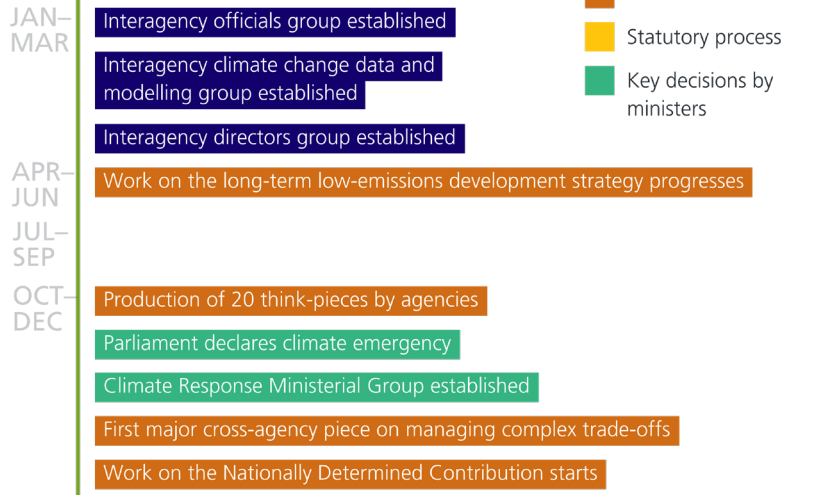 JAN–
MAR
Interagency officials group established
Interagency climate change data and
modelling group established
Interagency directors group established
APR–
JUN
Work on the long-term low-emissions development strategy progresses
JUL–
SEP
OCT–
DEC
Production of 20 think-pieces by agencies
Parliament declares climate emergency
Climate Response Ministerial Group established
First major cross-agency piece on managing complex trade-offs
Work on the Nationally Determined Contribution starts
Statutory process
Key decisions by
ministers